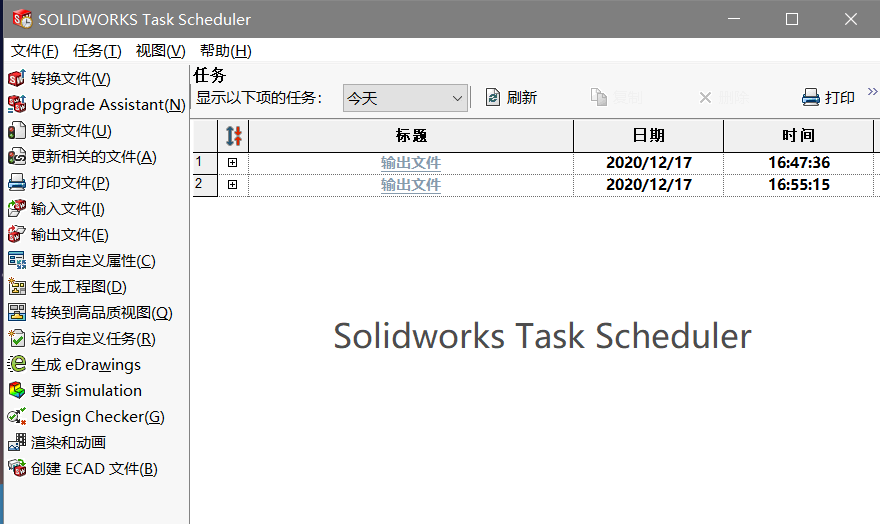 SOLIDWORKS Task Scheduler
文件(F) 任务(T) 视图(V) 帮助(H)
转换文件(V)
Upgrade Assistant(N)
更新文件(U)
更新相关的文件(A)
打印文件(P)
输入文件(I)
输出文件(E)
更新自定义属性(C)
生成工程图(D)
转换到高品质视图(Q)
运行自定义任务(R)
生成 eDrawings
更新 Simulation
Design Checker(G)
渲染和动画
创建 ECAD 文件(B)
任务
显示以下项的任务: 今天 刷新 复制 删除 打印 »
标题 日期 时间
1 输出文件 2020/12/17 16:47:36
2 输出文件 2020/12/17 16:55:15
Solidworks Task Scheduler